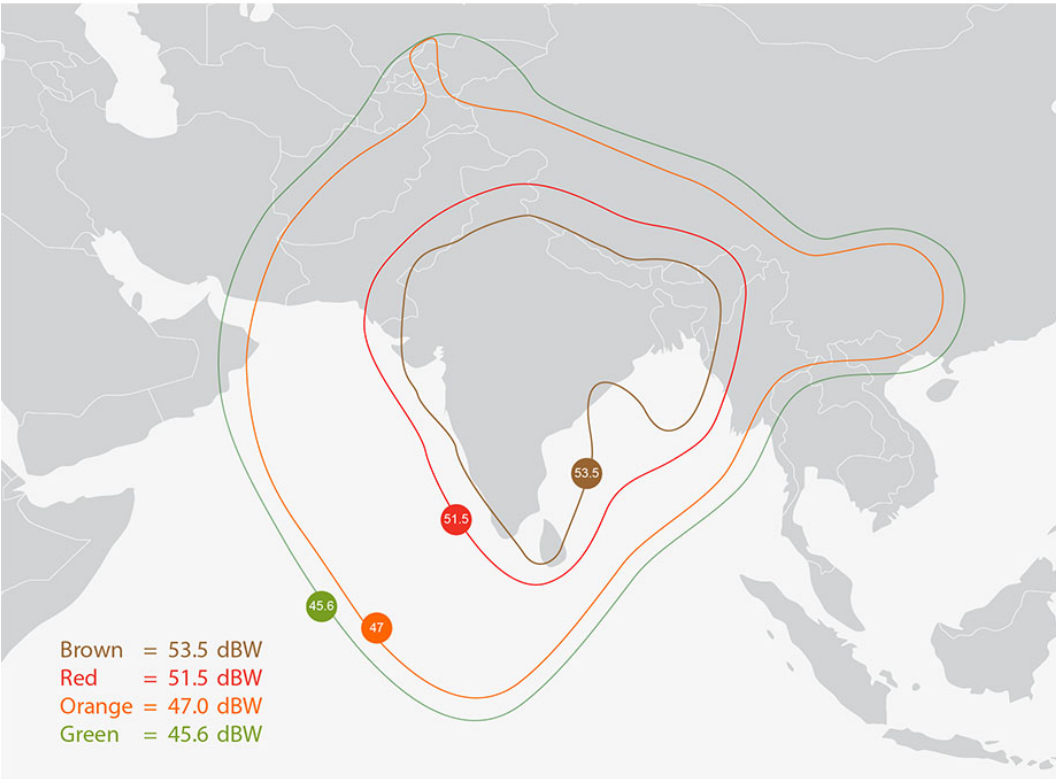 53.5
51.5
45.6
47
Brown = 53.5 dBW
Red = 51.5 dBW
Orange = 47.0 dBW
Green = 45.6 dBW